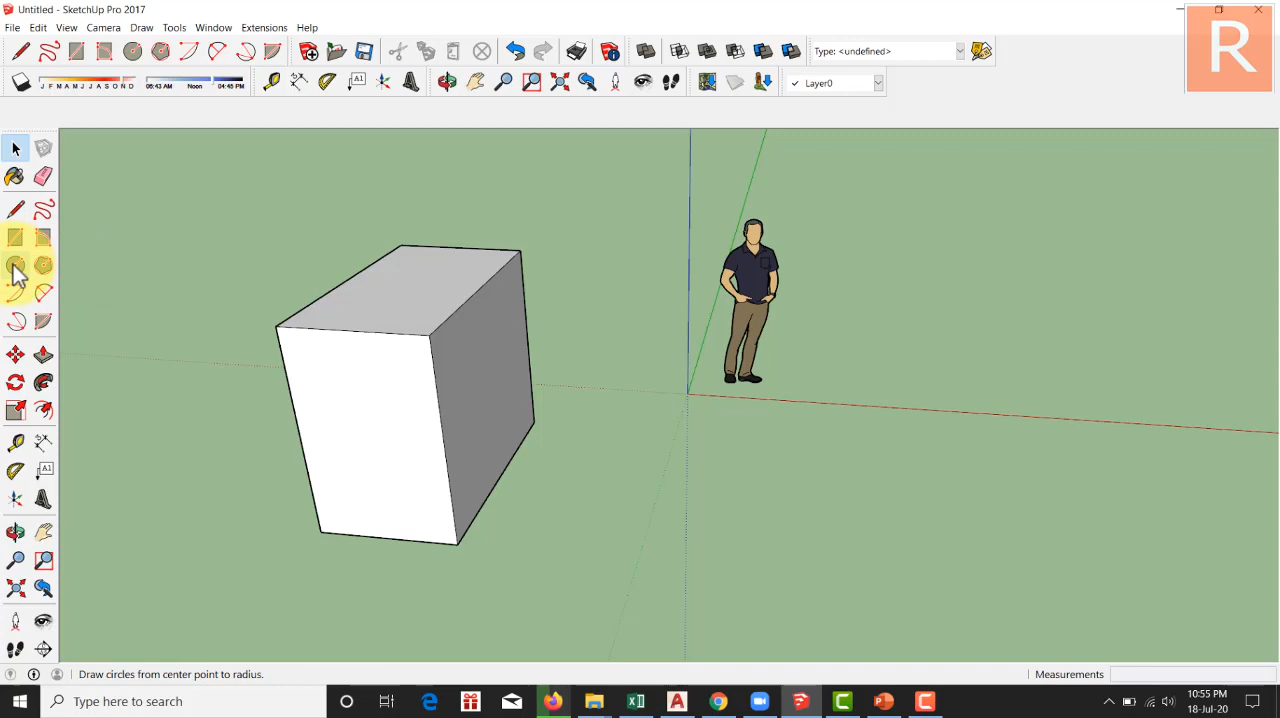 Untitled - SketchUp Pro 2017
File Edit View Camera Draw Tools Window Extensions Help
R
Type: <undefined>
A1
J F M A M J J A S O N D
06:43 AM Noon 04:45 PM
Layer0
A1
Draw circles from center point to radius.
Measurements
Type here to search
10:55 PM
18-Jul-20